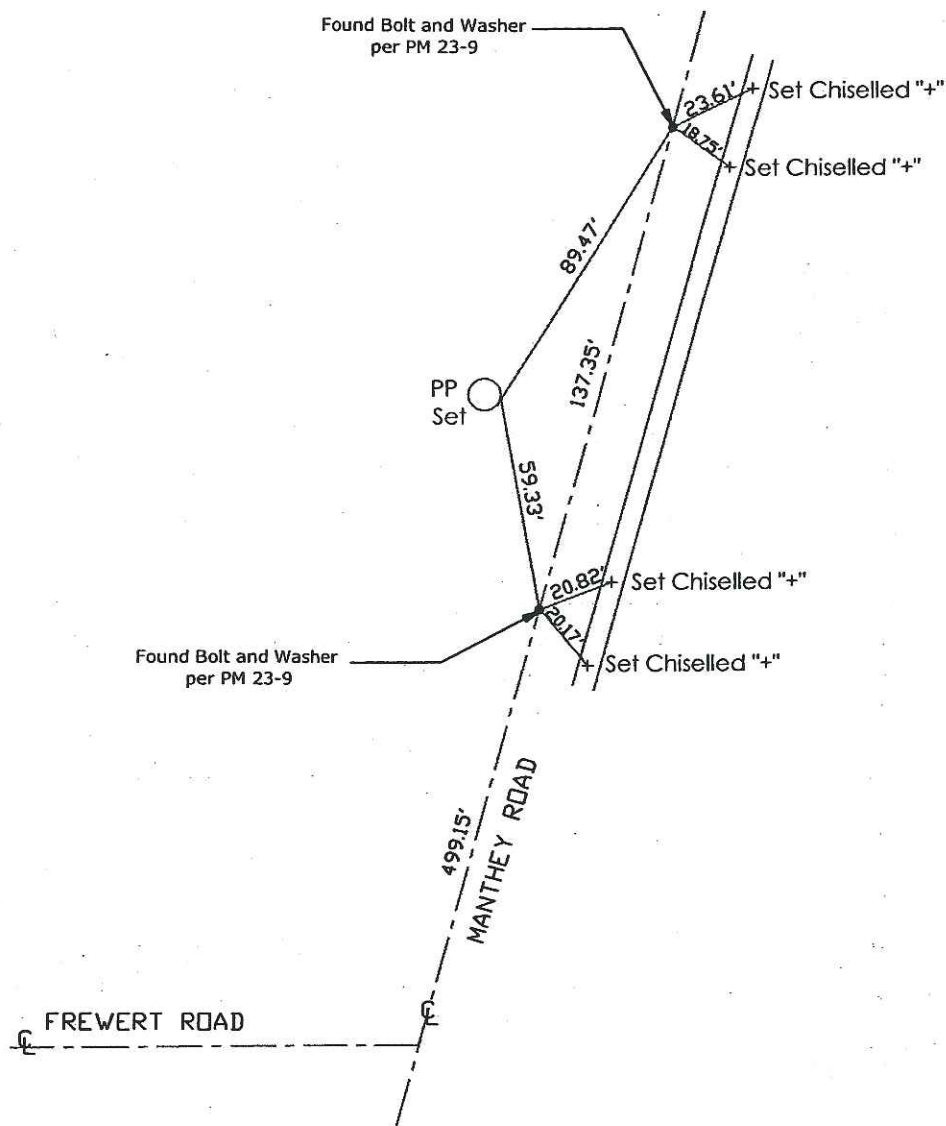 Found Bolt and Washer
per PM 23-9
23.61'
Set Chiselled "+"
18.75'
Set Chiselled "+"
89.47'
137.35'
PP
Set
59.33'
20.82'
Set Chiselled "+"
20.17'
Set Chiselled "+"
Found Bolt and Washer
per PM 23-9
499.15'
MANTHEY ROAD
℄
FREWERT ROAD
℄